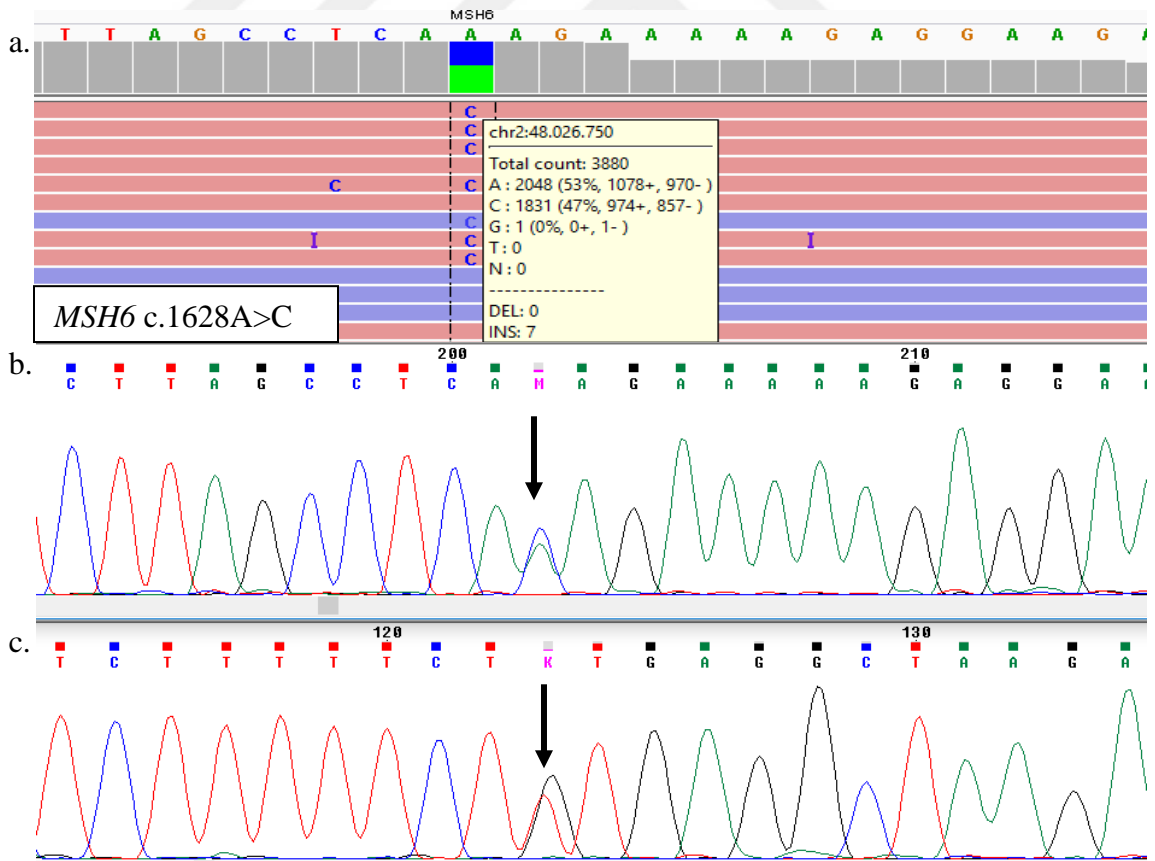 MSH6
a. T T A G C C T C A A A G A A A A A G A G G A A G A
C
C
C
chr2:48.026.750
Total count: 3880
C C A : 2048 (53%, 1078+, 970- )
C : 1831 (47%, 974+, 857- )
C
G : 1 (0%, 0+, 1- )
I C T : 0 I
C N : 0
---------------
DEL: 0
MSH6 c.1628A>C
INS: 7
200 210
b. C T T A G C C T C A M A G A A A A A G A G G A A
120 130
c. T C T T T T T C T K T G A G G C T A A G A